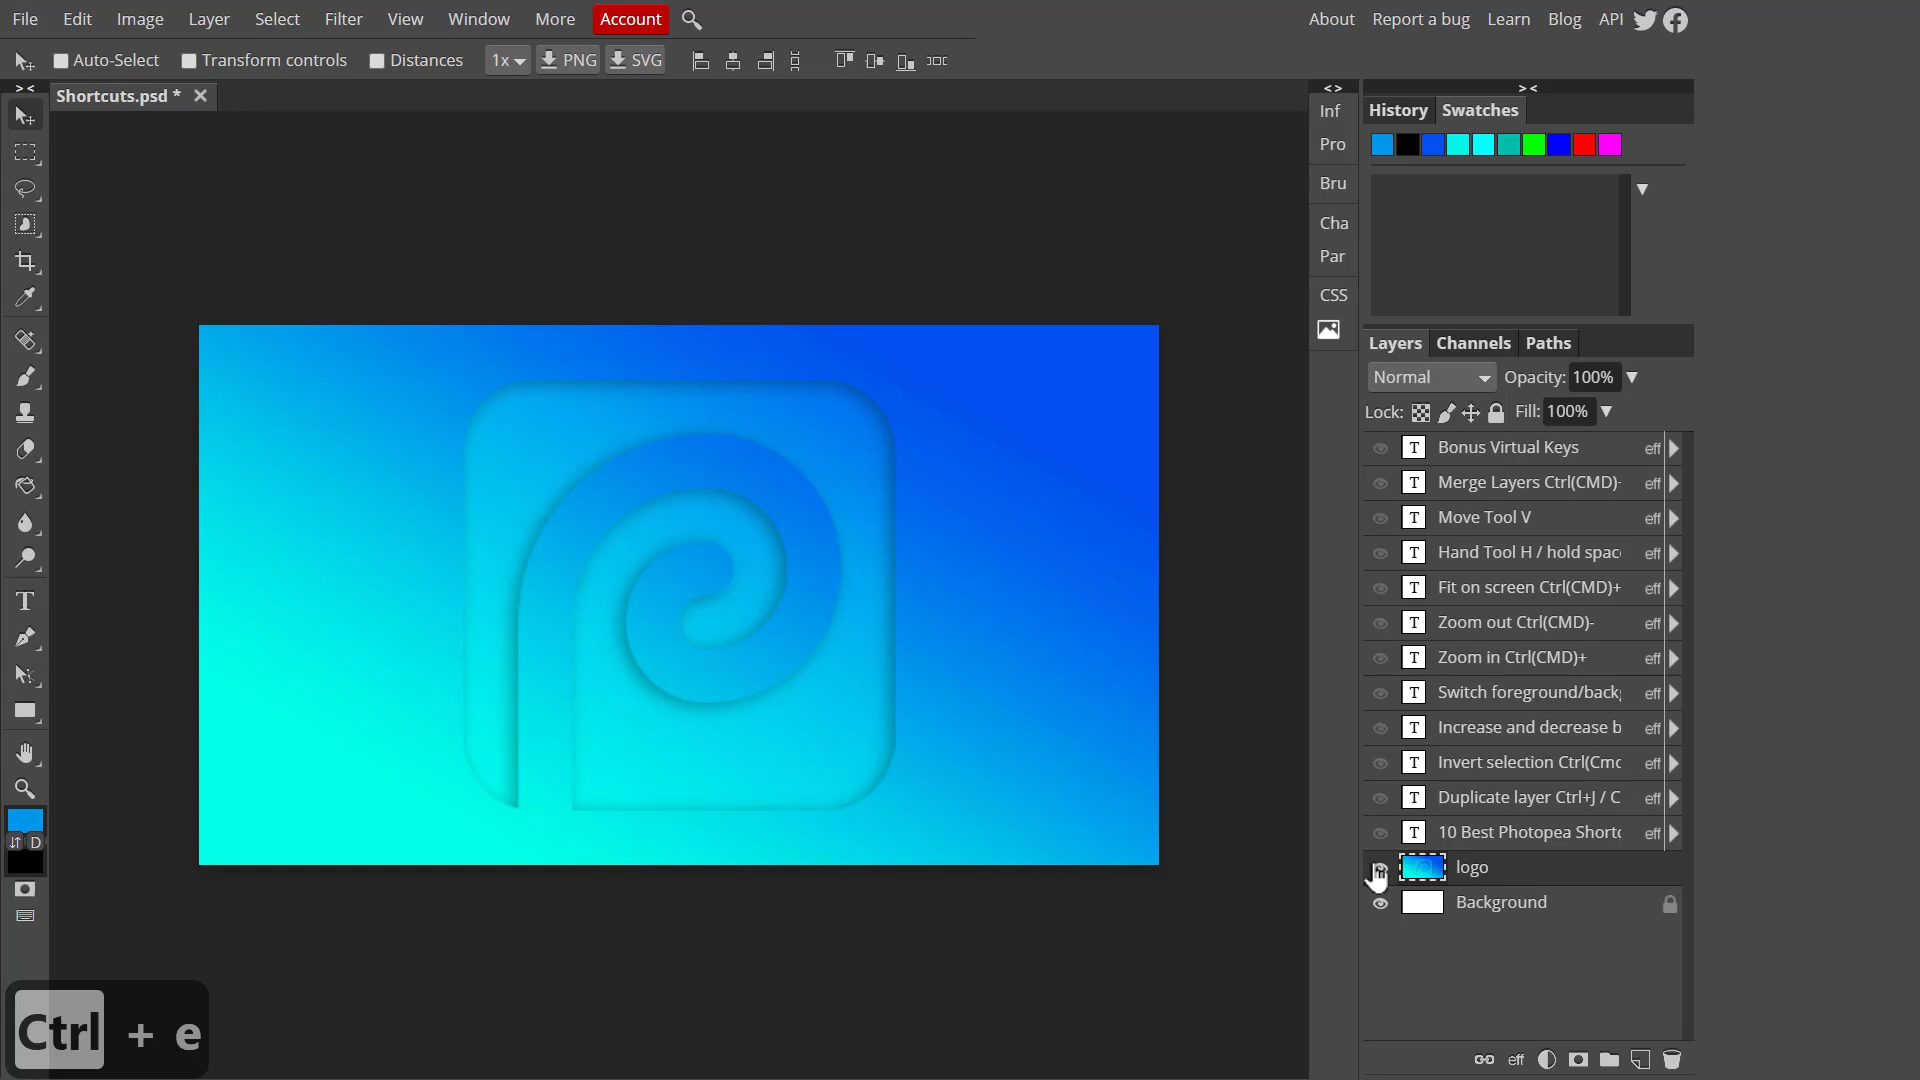 File Edit Image Layer Select Filter View Window More Account
About Report a bug Learn Blog API
Auto-Select Transform controls Distances 1x PNG SVG
> <
Shortcuts.psd *
< >
> <
Inf
Pro
Bru
Cha
Par
CSS
History Swatches
Layers Channels Paths
Normal Opacity: 100%
Lock: Fill: 100%
T Bonus Virtual Keys eff
T Merge Layers Ctrl(CMD) eff
T Move Tool V eff
T Hand Tool H / hold spac eff
T Fit on screen Ctrl(CMD)+ eff
T Zoom out Ctrl(CMD)- eff
T Zoom in Ctrl(CMD)+ eff
T Switch foreground/back eff
T Increase and decrease b eff
T Invert selection Ctrl(Cmd eff
T Duplicate layer Ctrl+J / C eff
T 10 Best Photopea Short eff
logo
Background
T
D
Ctrl + e
eff